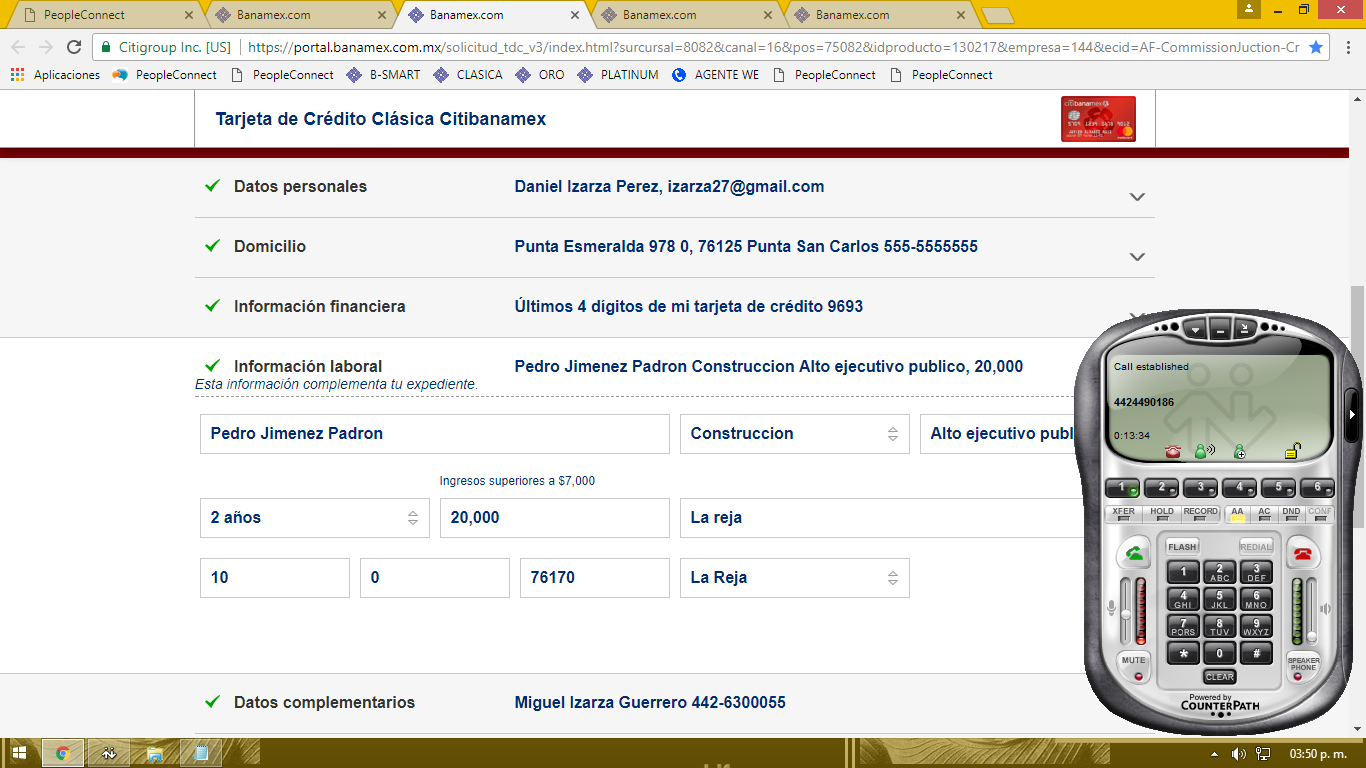 PeopleConnect
Banamex.com
Banamex.com
Banamex.com
Banamex.com
Citigroup Inc. [US]
https://portal.banamex.com.mx/solicitud_tdc_v3/index.html?surcursal=8082&canal=16&pos=75082&idproducto=130217&empresa=144&ecid=AF-CommissionJuction-Cr
Aplicaciones PeopleConnect PeopleConnect B-SMART CLASICA ORO PLATINUM AGENTE WE PeopleConnect PeopleConnect
Tarjeta de Crédito Clásica Citibanamex
citibanamex
Datos personales Daniel Izarza Perez, izarza27@gmail.com
Domicilio Punta Esmeralda 978 0, 76125 Punta San Carlos 555-5555555
Información financiera Últimos 4 dígitos de mi tarjeta de crédito 9693
Información laboral Pedro Jimenez Padron Construccion Alto ejecutivo publico, 20,000
Esta información complementa tu expediente.
Pedro Jimenez Padron Construccion Alto ejecutivo publ
Ingresos superiores a $7,000
2 años 20,000 La reja
10 0 76170 La Reja
Datos complementarios Miguel Izarza Guerrero 442-6300055
Call established
4424490186
0:13:34
1 2 3 4 5 6
XFER HOLD RECORD AA AC DND CONF
FLASH REDIAL
1 2 ABC 3 DEF
4 GHI 5 JKL 6 MNO
7 PQRS 8 TUV 9 WXYZ
* 0 #
MUTE CLEAR SPEAKER PHONE
Powered by
COUNTERPATH
03:50 p. m.